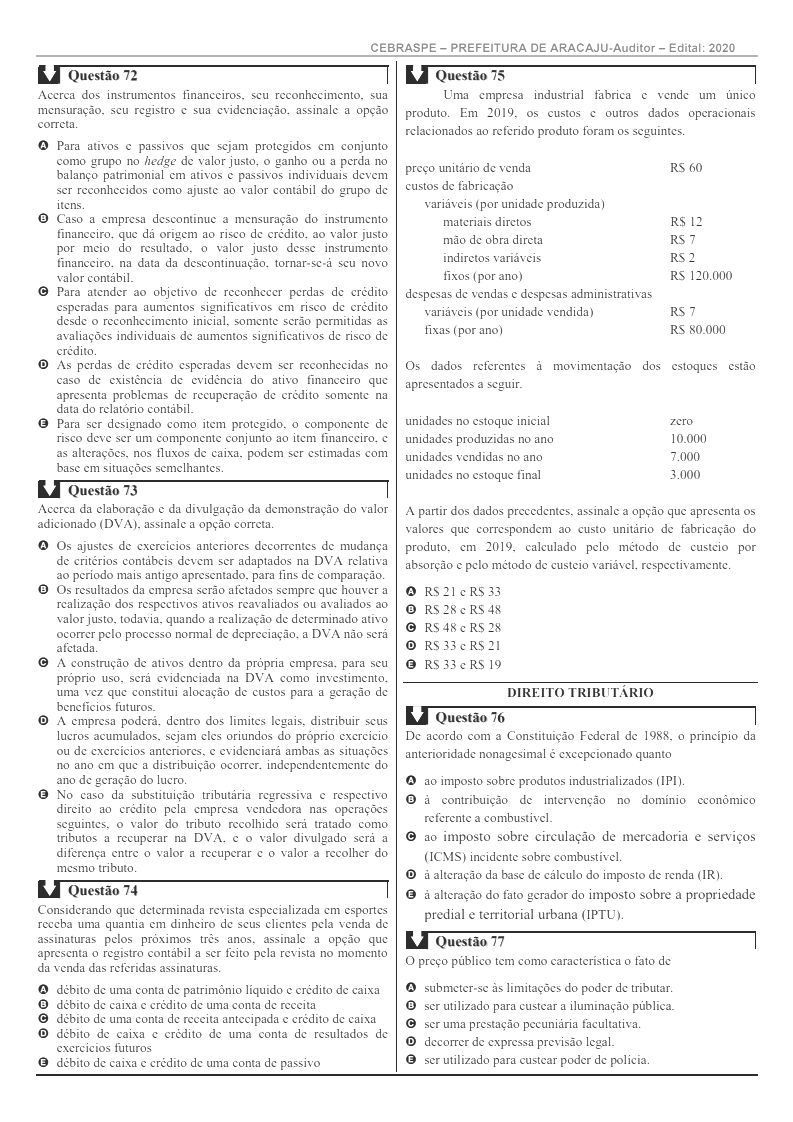 CEBRASPE – PREFEITURA DE ARACAJU-Auditor – Edital: 2020
Questão 72
Acerca dos instrumentos financeiros, seu reconhecimento, sua
mensuração, seu registro e sua evidenciação, assinale a opção
correta.
A Para ativos e passivos que sejam protegidos em conjunto
como grupo no hedge de valor justo, o ganho ou a perda no
balanço patrimonial em ativos e passivos individuais devem
ser reconhecidos como ajuste ao valor contábil do grupo de
itens.
B Caso a empresa descontinue a mensuração do instrumento
financeiro, que dá origem ao risco de crédito, ao valor justo
por meio do resultado, o valor justo desse instrumento
financeiro, na data da descontinuação, tornar-se-á seu novo
valor contábil.
C Para atender ao objetivo de reconhecer perdas de crédito
esperadas para aumentos significativos em risco de crédito
desde o reconhecimento inicial, somente serão permitidas as
avaliações individuais de aumentos significativos de risco de
crédito.
D As perdas de crédito esperadas devem ser reconhecidas no
caso de existência de evidência do ativo financeiro que
apresenta problemas de recuperação de crédito somente na
data do relatório contábil.
E Para ser designado como item protegido, o componente de
risco deve ser um componente conjunto ao item financeiro, e
as alterações, nos fluxos de caixa, podem ser estimadas com
base em situações semelhantes.
Questão 73
Acerca da elaboração e da divulgação da demonstração do valor
adicionado (DVA), assinale a opção correta.
A Os ajustes de exercícios anteriores decorrentes de mudança
de critérios contábeis devem ser adaptados na DVA relativa
ao período mais antigo apresentado, para fins de comparação.
B Os resultados da empresa serão afetados sempre que houver a
realização dos respectivos ativos reavaliados ou avaliados ao
valor justo, todavia, quando a realização de determinado ativo
ocorrer pelo processo normal de depreciação, a DVA não será
afetada.
C A construção de ativos dentro da própria empresa, para seu
próprio uso, será evidenciada na DVA como investimento,
uma vez que constitui alocação de custos para a geração de
benefícios futuros.
D A empresa poderá, dentro dos limites legais, distribuir seus
lucros acumulados, sejam eles oriundos do próprio exercício
ou de exercícios anteriores, e evidenciará ambas as situações
no ano em que a distribuição ocorrer, independentemente do
ano de geração do lucro.
E No caso da substituição tributária regressiva e respectivo
direito ao crédito pela empresa vendedora nas operações
seguintes, o valor do tributo recolhido será tratado como
tributos a recuperar na DVA, e o valor divulgado será a
diferença entre o valor a recuperar e o valor a recolher do
mesmo tributo.
Questão 74
Considerando que determinada revista especializada em esportes
receba uma quantia em dinheiro de seus clientes pela venda de
assinaturas pelos próximos três anos, assinale a opção que
apresenta o registro contábil a ser feito pela revista no momento
da venda das referidas assinaturas.
A débito de uma conta de patrimônio líquido e crédito de caixa
B débito de caixa e crédito de uma conta de receita
C débito de uma conta de receita antecipada e crédito de caixa
D débito de caixa e crédito de uma conta de resultados de
exercícios futuros
E débito de caixa e crédito de uma conta de passivo
Questão 75
Uma empresa industrial fabrica e vende um único
produto. Em 2019, os custos e outros dados operacionais
relacionados ao referido produto foram os seguintes.
preço unitário de venda R$ 60
custos de fabricação
variáveis (por unidade produzida)
materiais diretos R$ 12
mão de obra direta R$ 7
indiretos variáveis R$ 2
fixos (por ano) R$ 120.000
despesas de vendas e despesas administrativas
variáveis (por unidade vendida) R$ 7
fixas (por ano) R$ 80.000
Os dados referentes à movimentação dos estoques estão
apresentados a seguir.
unidades no estoque inicial zero
unidades produzidas no ano 10.000
unidades vendidas no ano 7.000
unidades no estoque final 3.000
A partir dos dados precedentes, assinale a opção que apresenta os
valores que correspondem ao custo unitário de fabricação do
produto, em 2019, calculado pelo método de custeio por
absorção e pelo método de custeio variável, respectivamente.
A R$ 21 e R$ 33
B R$ 28 e R$ 48
C R$ 48 e R$ 28
D R$ 33 e R$ 21
E R$ 33 e R$ 19
DIREITO TRIBUTÁRIO
Questão 76
De acordo com a Constituição Federal de 1988, o princípio da
anterioridade nonagesimal é excepcionado quanto
A ao imposto sobre produtos industrializados (IPI).
B à contribuição de intervenção no domínio econômico
referente a combustível.
C ao imposto sobre circulação de mercadoria e serviços
(ICMS) incidente sobre combustível.
D à alteração da base de cálculo do imposto de renda (IR).
E à alteração do fato gerador do imposto sobre a propriedade
predial e territorial urbana (IPTU).
Questão 77
O preço público tem como característica o fato de
A submeter-se às limitações do poder de tributar.
B ser utilizado para custear a iluminação pública.
C ser uma prestação pecuniária facultativa.
D decorrer de expressa previsão legal.
E ser utilizado para custear poder de polícia.